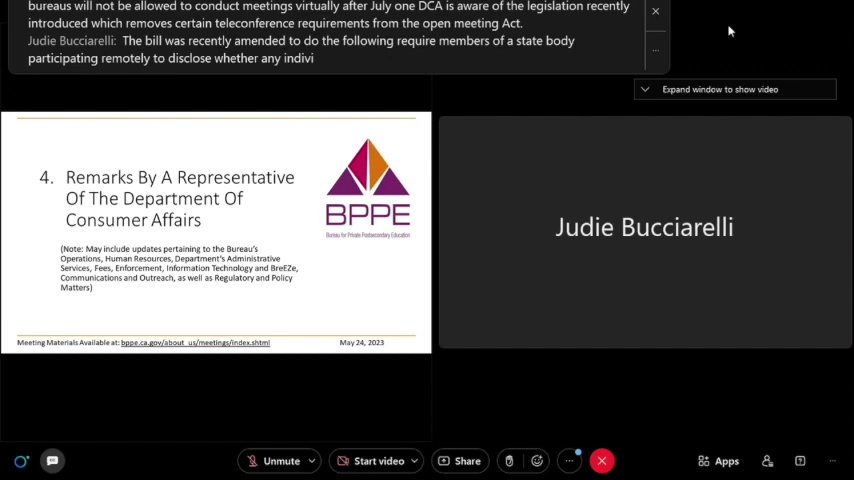 bureaus will not be allowed to conduct meetings virtually after July one DCA is aware of the legislation recently
introduced which removes certain teleconference requirements from the open meeting Act.
Judie Bucciarelli: The bill was recently amended to do the following require members of a state body
participating remotely to disclose whether any indivi
Expand window to show video
4. Remarks By A Representative
Of The Department Of
Consumer Affairs
(Note: May include updates pertaining to the Bureau's
Operations, Human Resources, Department's Administrative
Services, Fees, Enforcement, Information Technology and BreEZe,
Communications and Outreach, as well as Regulatory and Policy
Matters)
BPPE
Bureau for Private Postsecondary Education
Meeting Materials Available at: bppe.ca.gov/about_us/meetings/index.shtml
May 24, 2023
Judie Bucciarelli
Unmute
Start video
Share
Apps